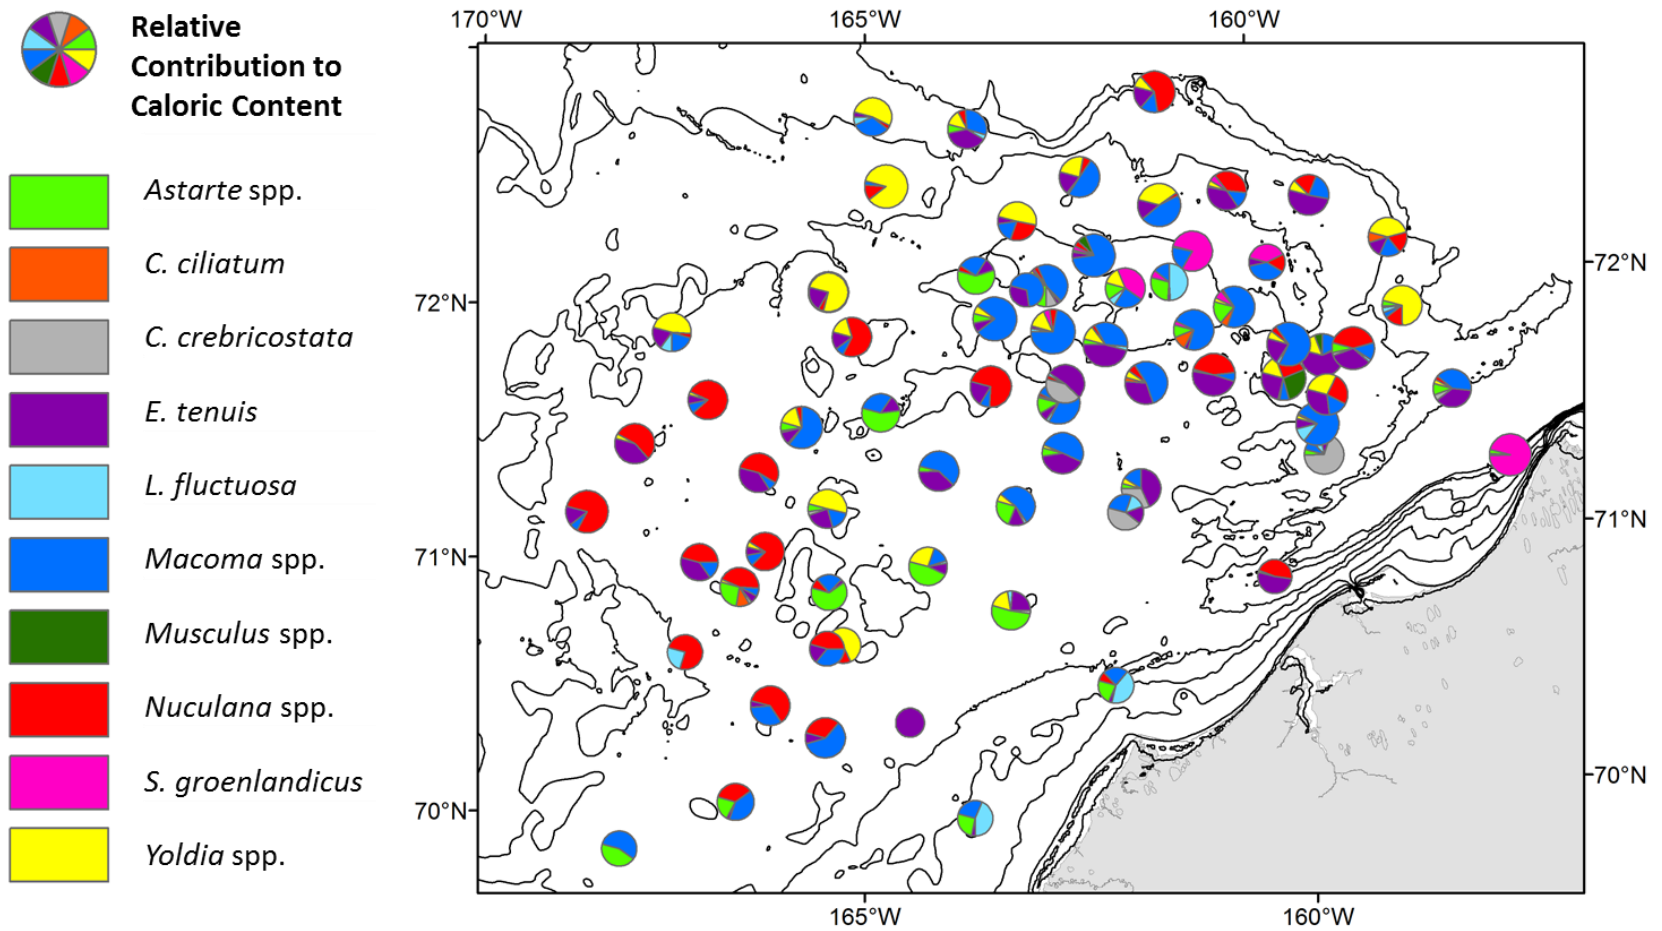 Relative
Contribution to
Caloric Content
Astarte spp.
C. ciliatum
C. crebricostata
E. tenuis
L. fluctuosa
Macoma spp.
Musculus spp.
Nuculana spp.
S. groenlandicus
Yoldia spp.
170°W 165°W 160°W
72°N
72°N
71°N
71°N
70°N
70°N
165°W 160°W